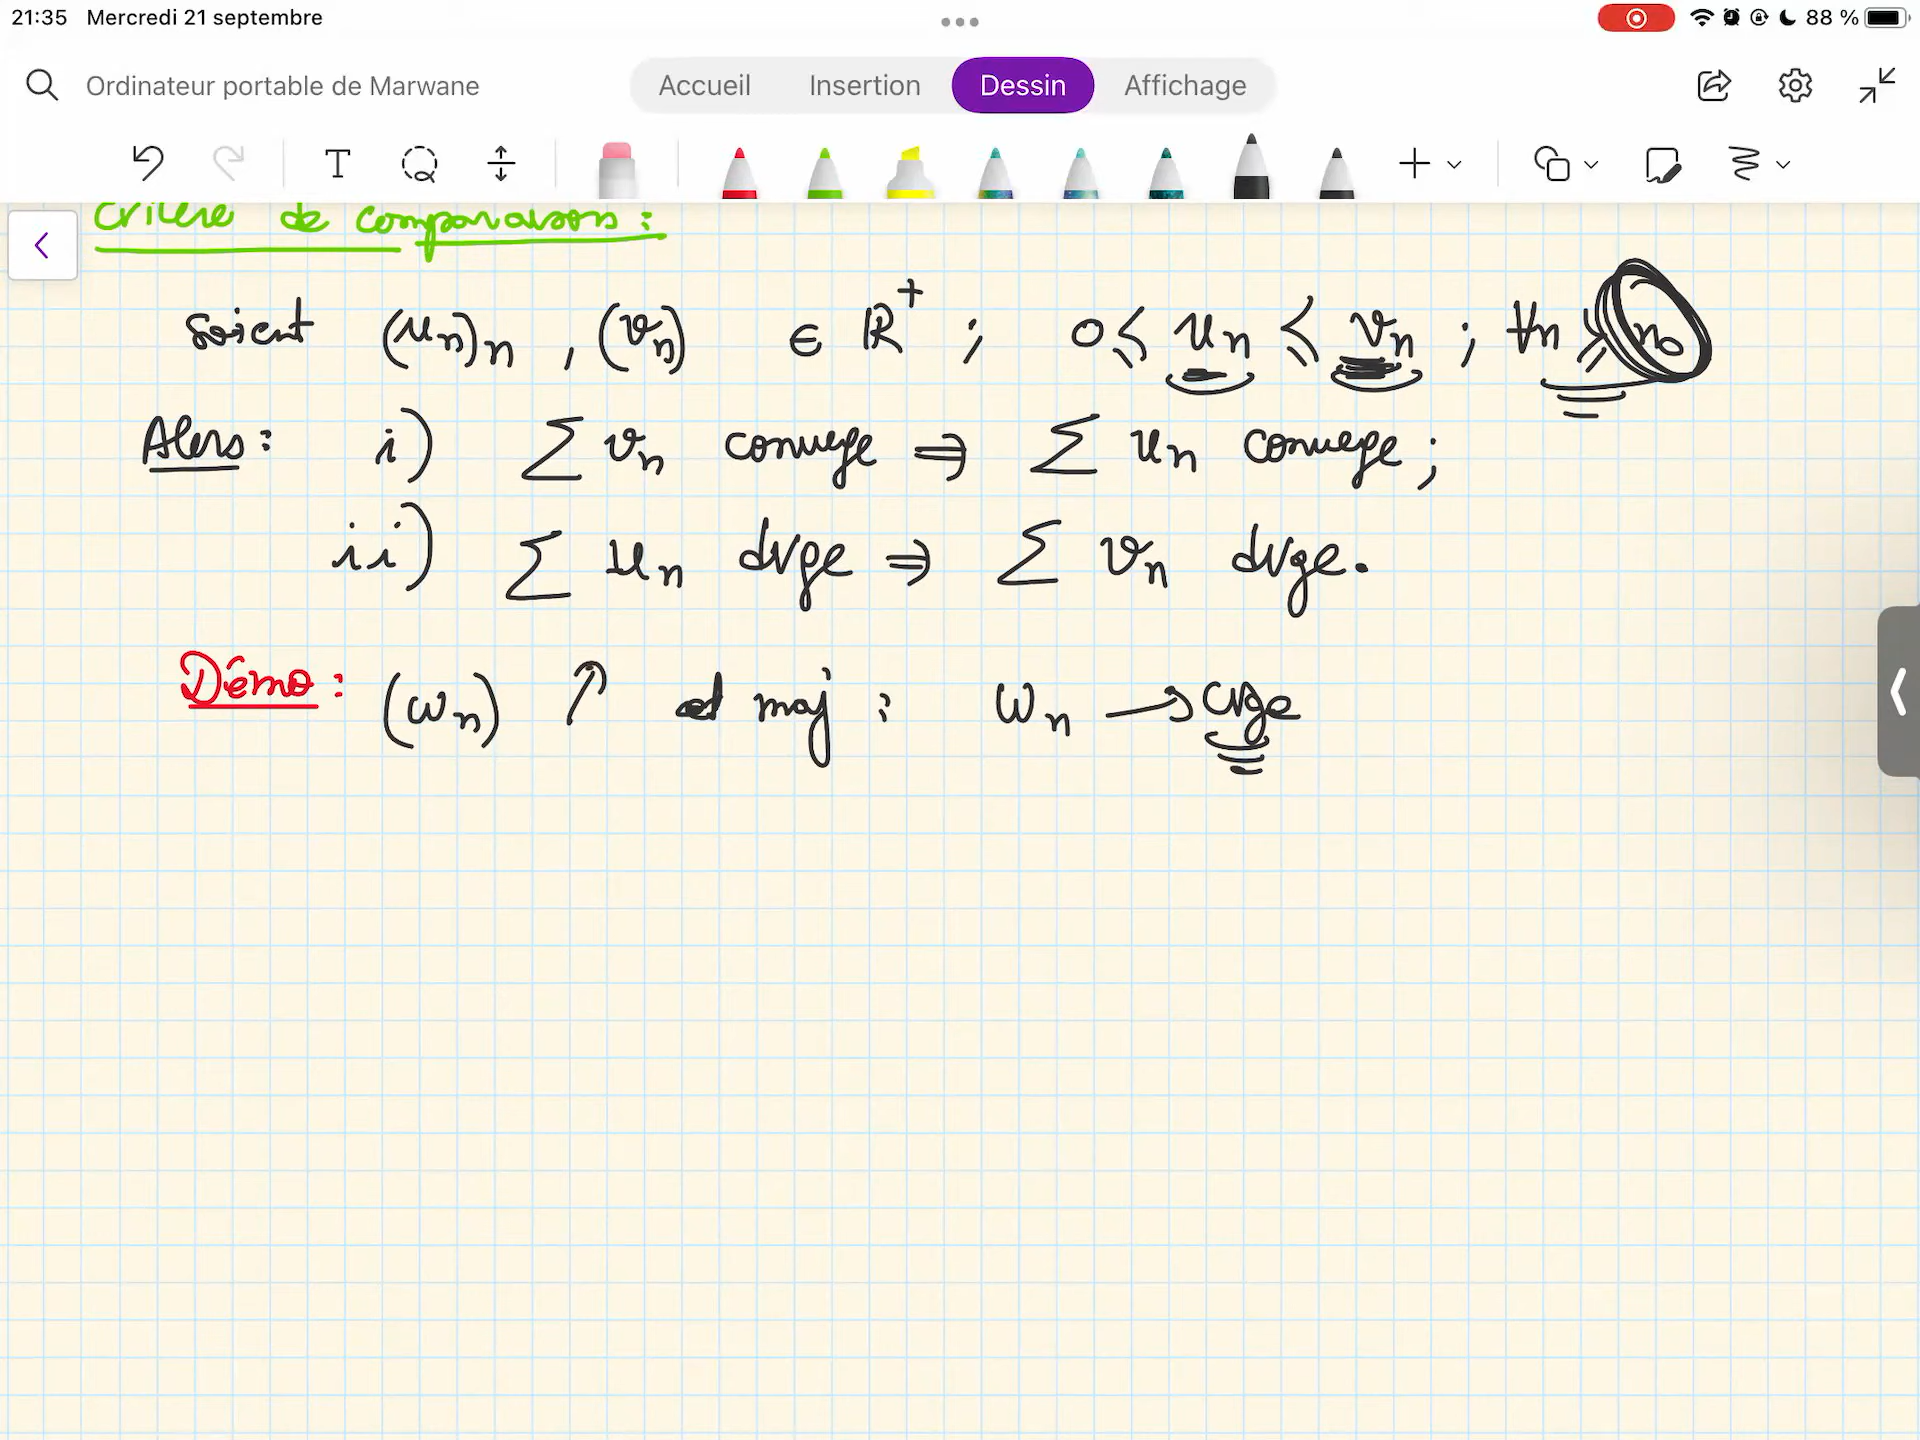 21:35 Mercredi 21 septembre 88 %
Ordinateur portable de Marwane Accueil Insertion Dessin Affichage
T
Critère de comparaison :
Soient (un)n , (vn) ∈ ℝ+ ; 0 ≤ un ≤ vn ; ∀n ≥ n0
Alors : i) ∑ vn converge ⇒ ∑ un converge ;
ii) ∑ un dvge ⇒ ∑ vn dvge.
Démo : (wn) ↑ et maj : wn → cvge